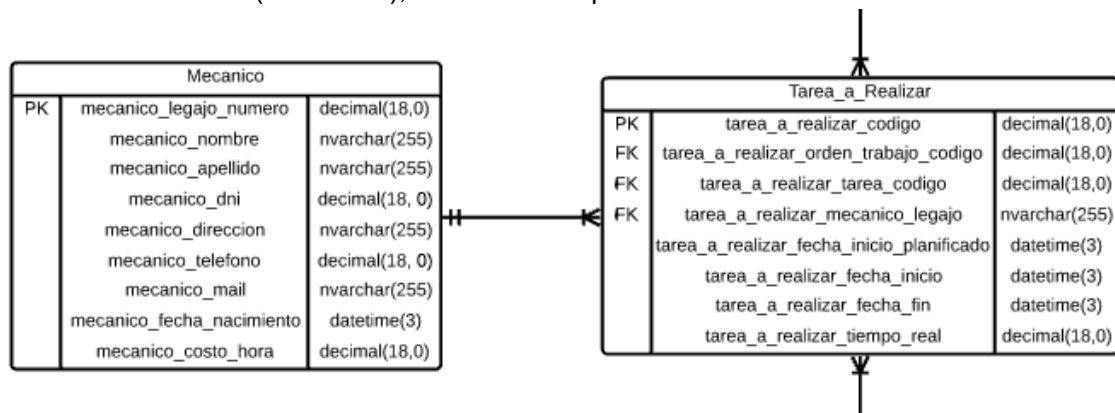 Mecanico
PK mecanico_legajo_numero decimal(18,0)
mecanico_nombre nvarchar(255)
mecanico_apellido nvarchar(255)
mecanico_dni decimal(18, 0)
mecanico_direccion nvarchar(255)
mecanico_telefono decimal(18, 0)
mecanico_mail nvarchar(255)
mecanico_fecha_nacimiento datetime(3)
mecanico_costo_hora decimal(18,0)
Tarea_a_Realizar
PK tarea_a_realizar_codigo decimal(18,0)
FK tarea_a_realizar_orden_trabajo_codigo decimal(18,0)
FK tarea_a_realizar_tarea_codigo decimal(18,0)
FK tarea_a_realizar_mecanico_legajo nvarchar(255)
tarea_a_realizar_fecha_inicio_planificado datetime(3)
tarea_a_realizar_fecha_inicio datetime(3)
tarea_a_realizar_fecha_fin datetime(3)
tarea_a_realizar_tiempo_real decimal(18,0)